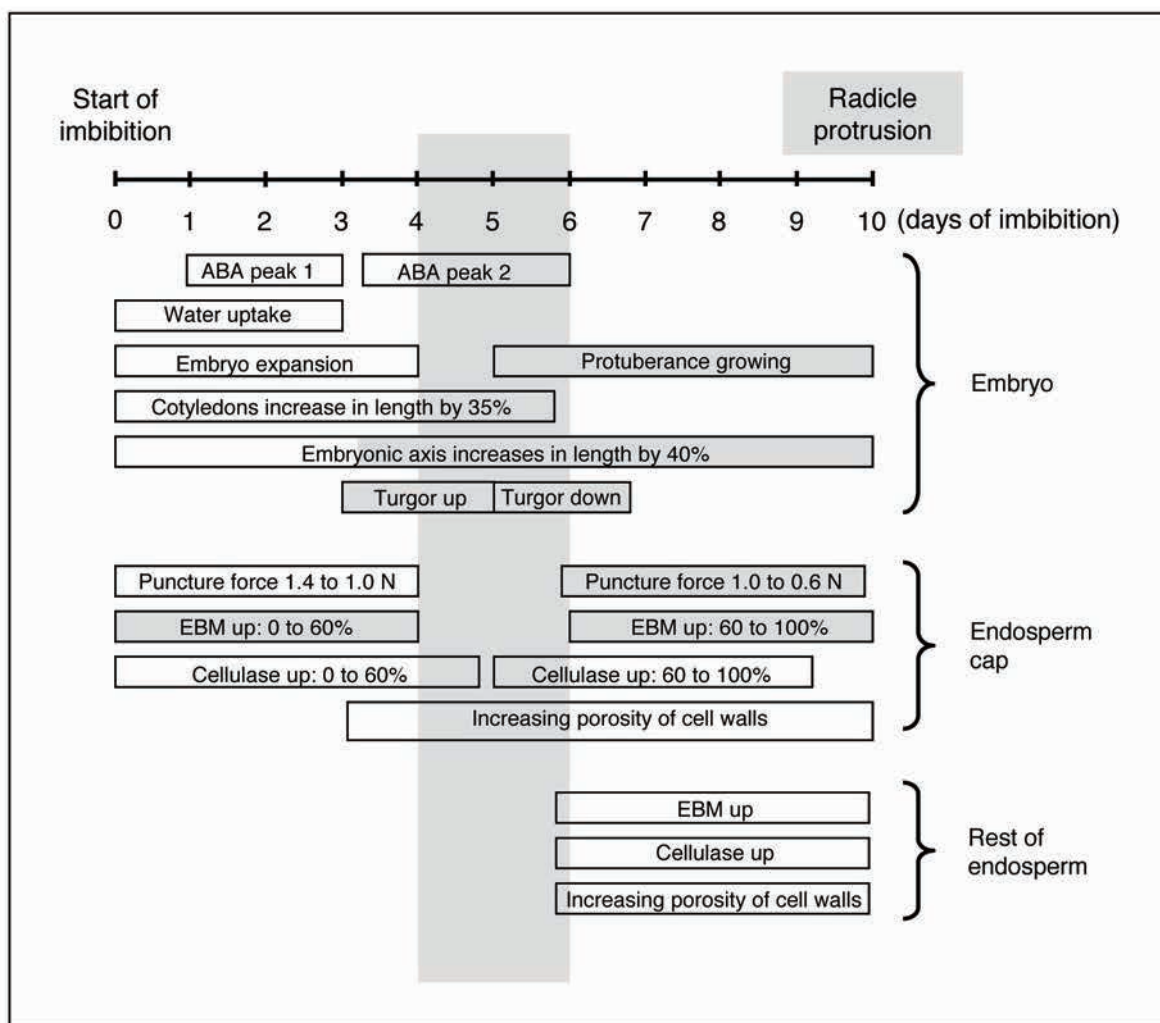 Start of
imbibition
Radicle
protrusion
0 1 2 3 4 5 6 7 8 9 10 (days of imbibition)
ABA peak 1 ABA peak 2
Water uptake
Embryo expansion Protuberance growing
Cotyledons increase in length by 35%
Embryonic axis increases in length by 40%
Turgor up Turgor down
Embryo
Puncture force 1.4 to 1.0 N Puncture force 1.0 to 0.6 N
EBM up: 0 to 60% EBM up: 60 to 100%
Cellulase up: 0 to 60% Cellulase up: 60 to 100%
Increasing porosity of cell walls
Endosperm
cap
EBM up
Cellulase up
Increasing porosity of cell walls
Rest of
endosperm